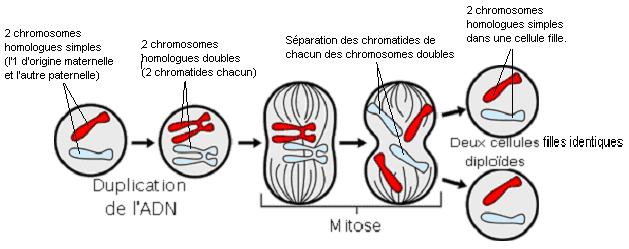 2 chromosomes
homologues simples
(l'1 d'origine maternelle
et l'autre paternelle)
2 chromosomes
homologues doubles
(2 chromatides chacun)
Séparation des chromatides de
chacun des chromosomes doubles
2 chromosomes
homologues simples
dans une cellule fille.
Deux cellules filles identiques
diploïdes
Duplication
de l'ADN
Mitose